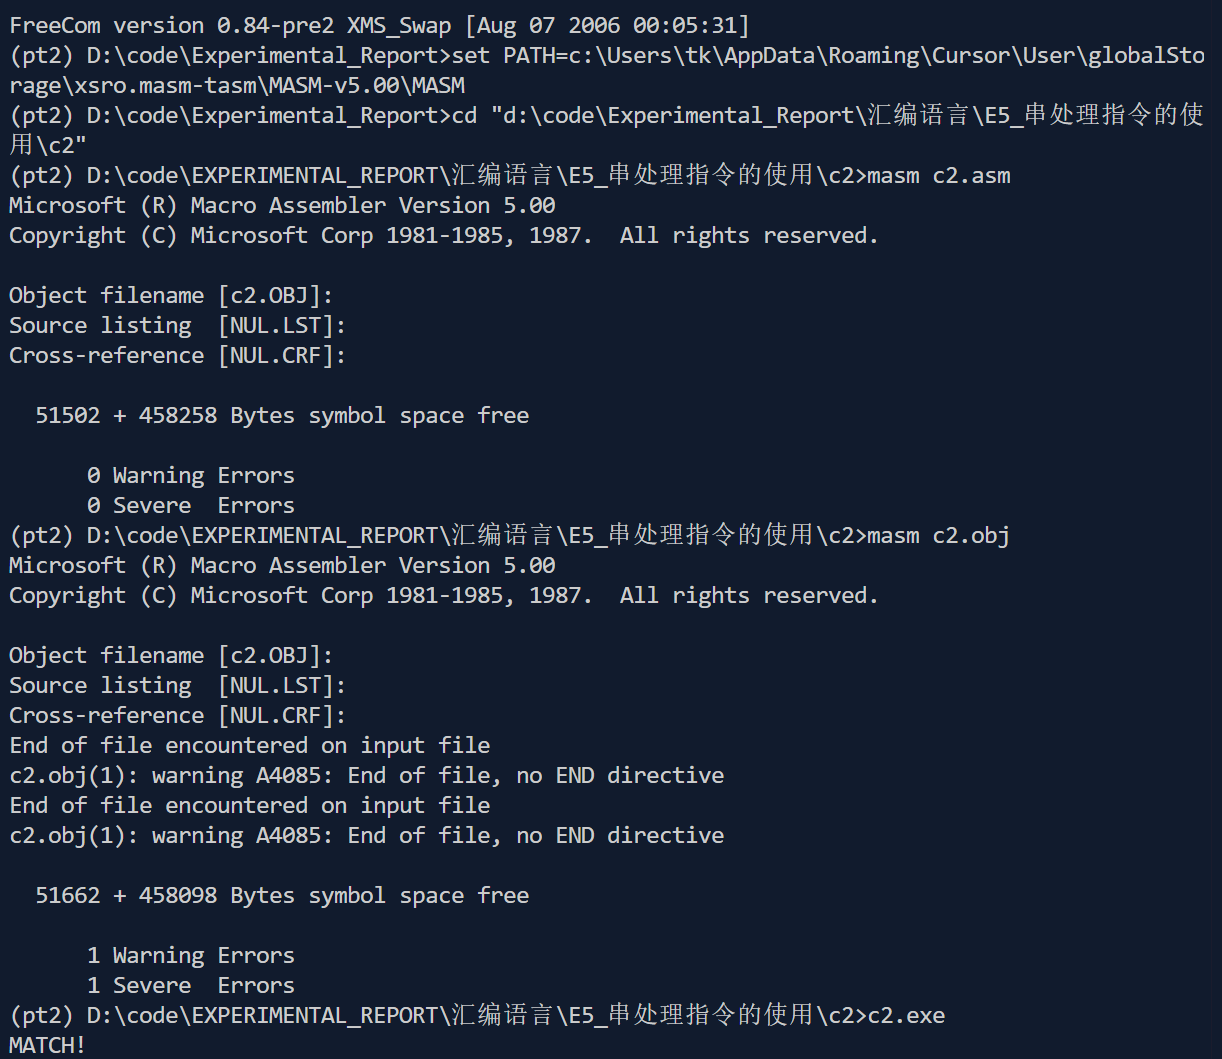 FreeCom version 0.84-pre2 XMS_Swap [Aug 07 2006 00:05:31]
(pt2) D:\code\Experimental_Report>set PATH=c:\Users\tk\AppData\Roaming\Cursor\User\globalSto
rage\xsro.masm-tasm\MASM-v5.00\MASM
(pt2) D:\code\Experimental_Report>cd "d:\code\Experimental_Report\汇编语言\E5_串处理指令的使
用\c2"
(pt2) D:\code\EXPERIMENTAL_REPORT\汇编语言\E5_串处理指令的使用\c2>masm c2.asm
Microsoft (R) Macro Assembler Version 5.00
Copyright (C) Microsoft Corp 1981-1985, 1987.  All rights reserved.

Object filename [c2.OBJ]:
Source listing  [NUL.LST]:
Cross-reference [NUL.CRF]:

  51502 + 458258 Bytes symbol space free

      0 Warning Errors
      0 Severe  Errors
(pt2) D:\code\EXPERIMENTAL_REPORT\汇编语言\E5_串处理指令的使用\c2>masm c2.obj
Microsoft (R) Macro Assembler Version 5.00
Copyright (C) Microsoft Corp 1981-1985, 1987.  All rights reserved.

Object filename [c2.OBJ]:
Source listing  [NUL.LST]:
Cross-reference [NUL.CRF]:
End of file encountered on input file
c2.obj(1): warning A4085: End of file, no END directive
End of file encountered on input file
c2.obj(1): warning A4085: End of file, no END directive

  51662 + 458098 Bytes symbol space free

      1 Warning Errors
      1 Severe  Errors
(pt2) D:\code\EXPERIMENTAL_REPORT\汇编语言\E5_串处理指令的使用\c2>c2.exe
MATCH!